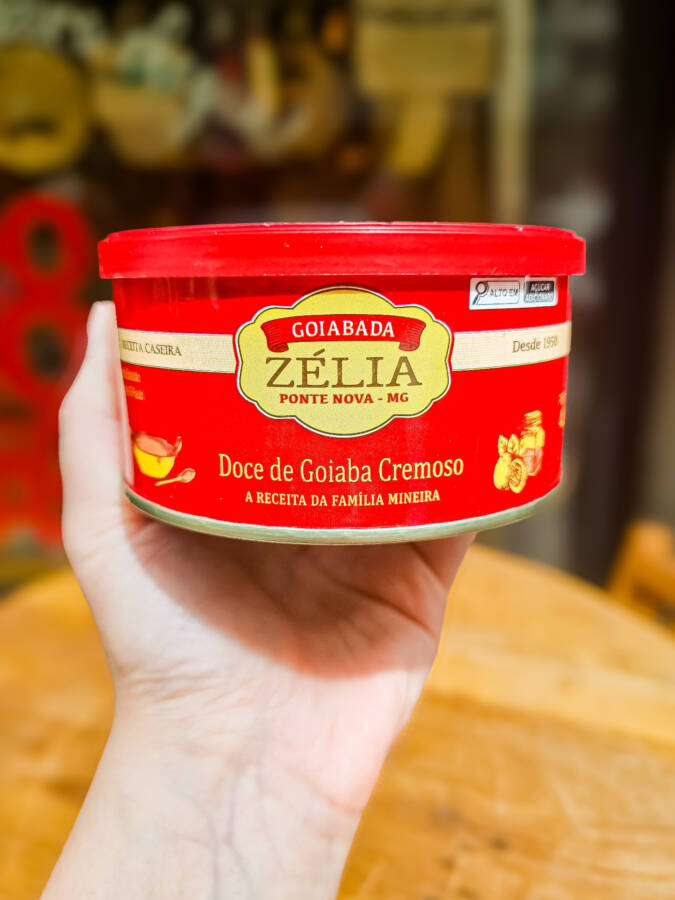 ALTO EM
AÇÚCAR
ADICIONADO
GOIABADA
ZÉLIA
PONTE NOVA - MG
RECEITA CASEIRA
Desde 1950
Doce de Goiaba Cremoso
A RECEITA DA FAMÍLIA MINEIRA